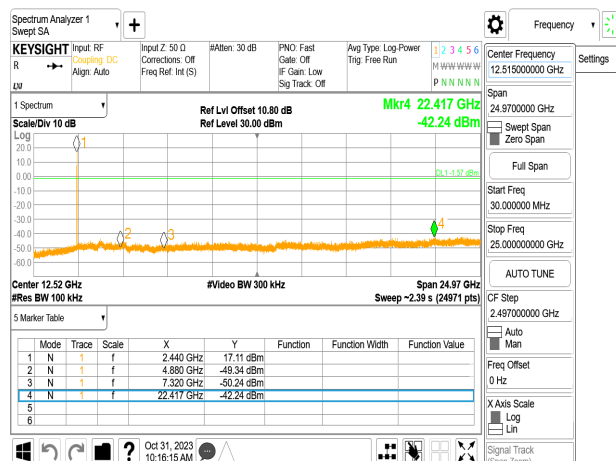 Spectrum Analyzer 1
Swept SA
+
Frequency
KEYSIGHT
R
LXI
Input: RF
Coupling: DC
Align: Auto
Input Z: 50 Ω
Corrections: Off
Freq Ref: Int (S)
#Atten: 30 dB
PNO: Fast
Gate: Off
IF Gain: Low
Sig Track: Off
Avg Type: Log-Power
Trig: Free Run
1 2 3 4 5 6
M W W W W W
P N N N N N
Center Frequency
12.515000000 GHz
Settings
1 Spectrum
Scale/Div 10 dB
Ref Lvl Offset 10.80 dB
Ref Level 30.00 dBm
Mkr4 22.417 GHz
-42.24 dBm
Span
24.9700000 GHz
Swept Span
Zero Span
Full Span
Start Freq
30.000000 MHz
Stop Freq
25.000000000 GHz
AUTO TUNE
CF Step
2.497000000 GHz
Auto
Man
Freq Offset
0 Hz
X Axis Scale
Log
Lin
Signal Track
(Span Zoom)
Log
20.0
10.0
0.00
-10.0
-20.0
-30.0
-40.0
-50.0
-60.0
1
2
3
4
DL1 -1.57 dBm
Center 12.52 GHz
#Video BW 300 kHz
Span 24.97 GHz
#Res BW 100 kHz
Sweep ~2.39 s (24971 pts)
5 Marker Table
Mode Trace Scale X Y Function Function Width Function Value
1 N 1 f 2.440 GHz 17.11 dBm
2 N 1 f 4.880 GHz -49.34 dBm
3 N 1 f 7.320 GHz -50.24 dBm
4 N 1 f 22.417 GHz -42.24 dBm
5
6
?
Oct 31, 2023
10:16:15 AM